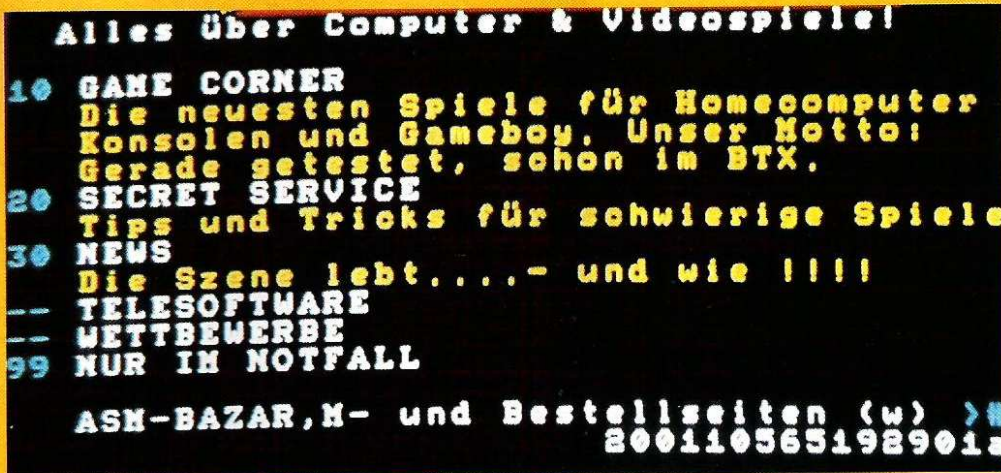 Alles über Computer & Videospiele!
10 GAME CORNER
Die neuesten Spiele für Homecomputer
Konsolen und Gameboy. Unser Motto:
Gerade getestet, schon im BTX.
20 SECRET SERVICE
Tips und Tricks für schwierige Spiele
30 NEWS
Die Szene lebt....- und wie !!!!
-- TELESOFTWARE
-- WETTBEWERBE
99 NUR IM NOTFALL
ASM-BAZAR,M- und Bestellseiten (w) >#
200110565198290​1a